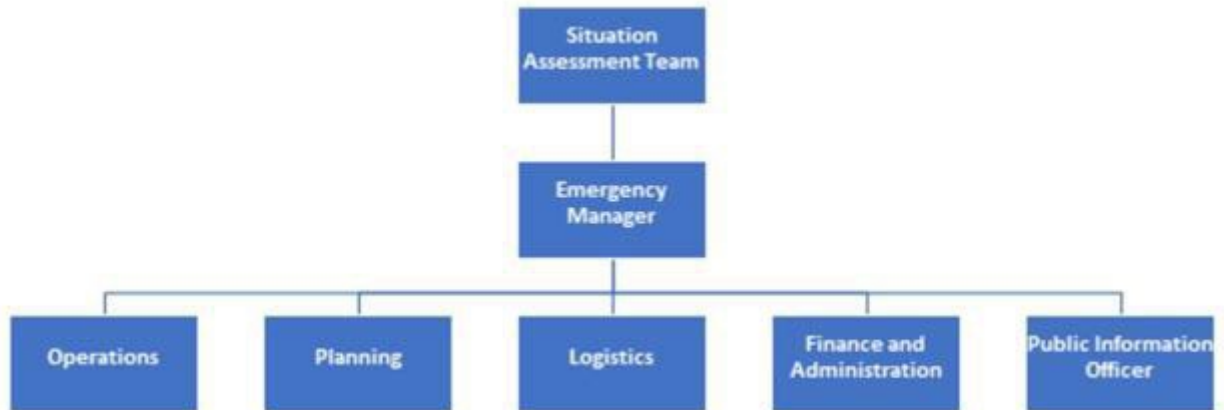 Situation
Assessment Team
Emergency
Manager
Operations
Planning
Logistics
Finance and
Administration
Public Information
Officer